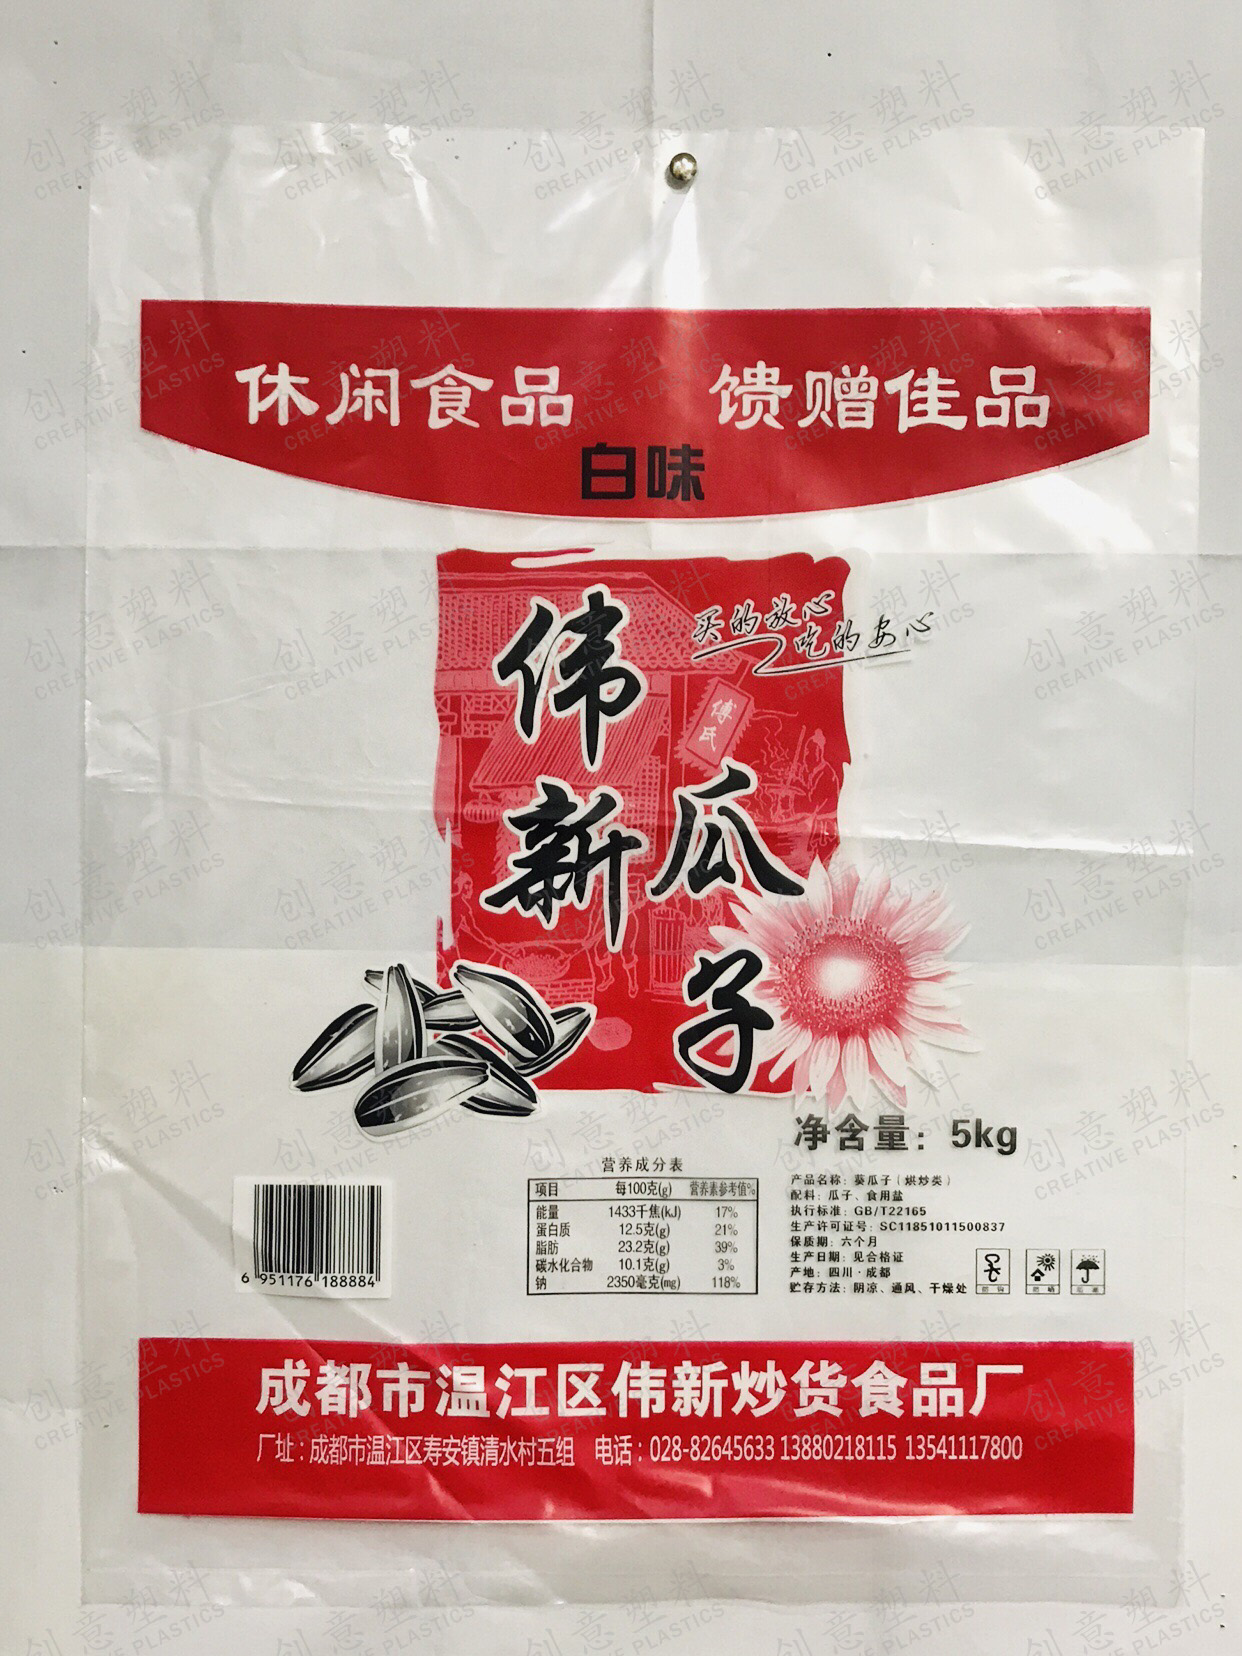 休闲食品 馈赠佳品
白味
买的放心
吃的安心
伟新
瓜子
傅氏
净含量：5kg
营养成分表
项目 每100克(g) 营养素参考值%
能量 1433千焦(kJ) 17%
蛋白质 12.5克(g) 21%
脂肪 23.2克(g) 39%
碳水化合物 10.1克(g) 3%
钠 2350毫克(mg) 118%
产品名称：葵瓜子（烘炒类）
配料：瓜子、食用盐
执行标准：GB/T22165
生产许可证号：SC11851011500837
保质期：六个月
生产日期：见合格证
产地：四川·成都
贮存方法：阴凉、通风、干燥处
6 951176 188884
成都市温江区伟新炒货食品厂
厂址：成都市温江区寿安镇清水村五组 电话：028-82645633 13880218115 13541117800
创意塑料
CREATIVE PLASTICS